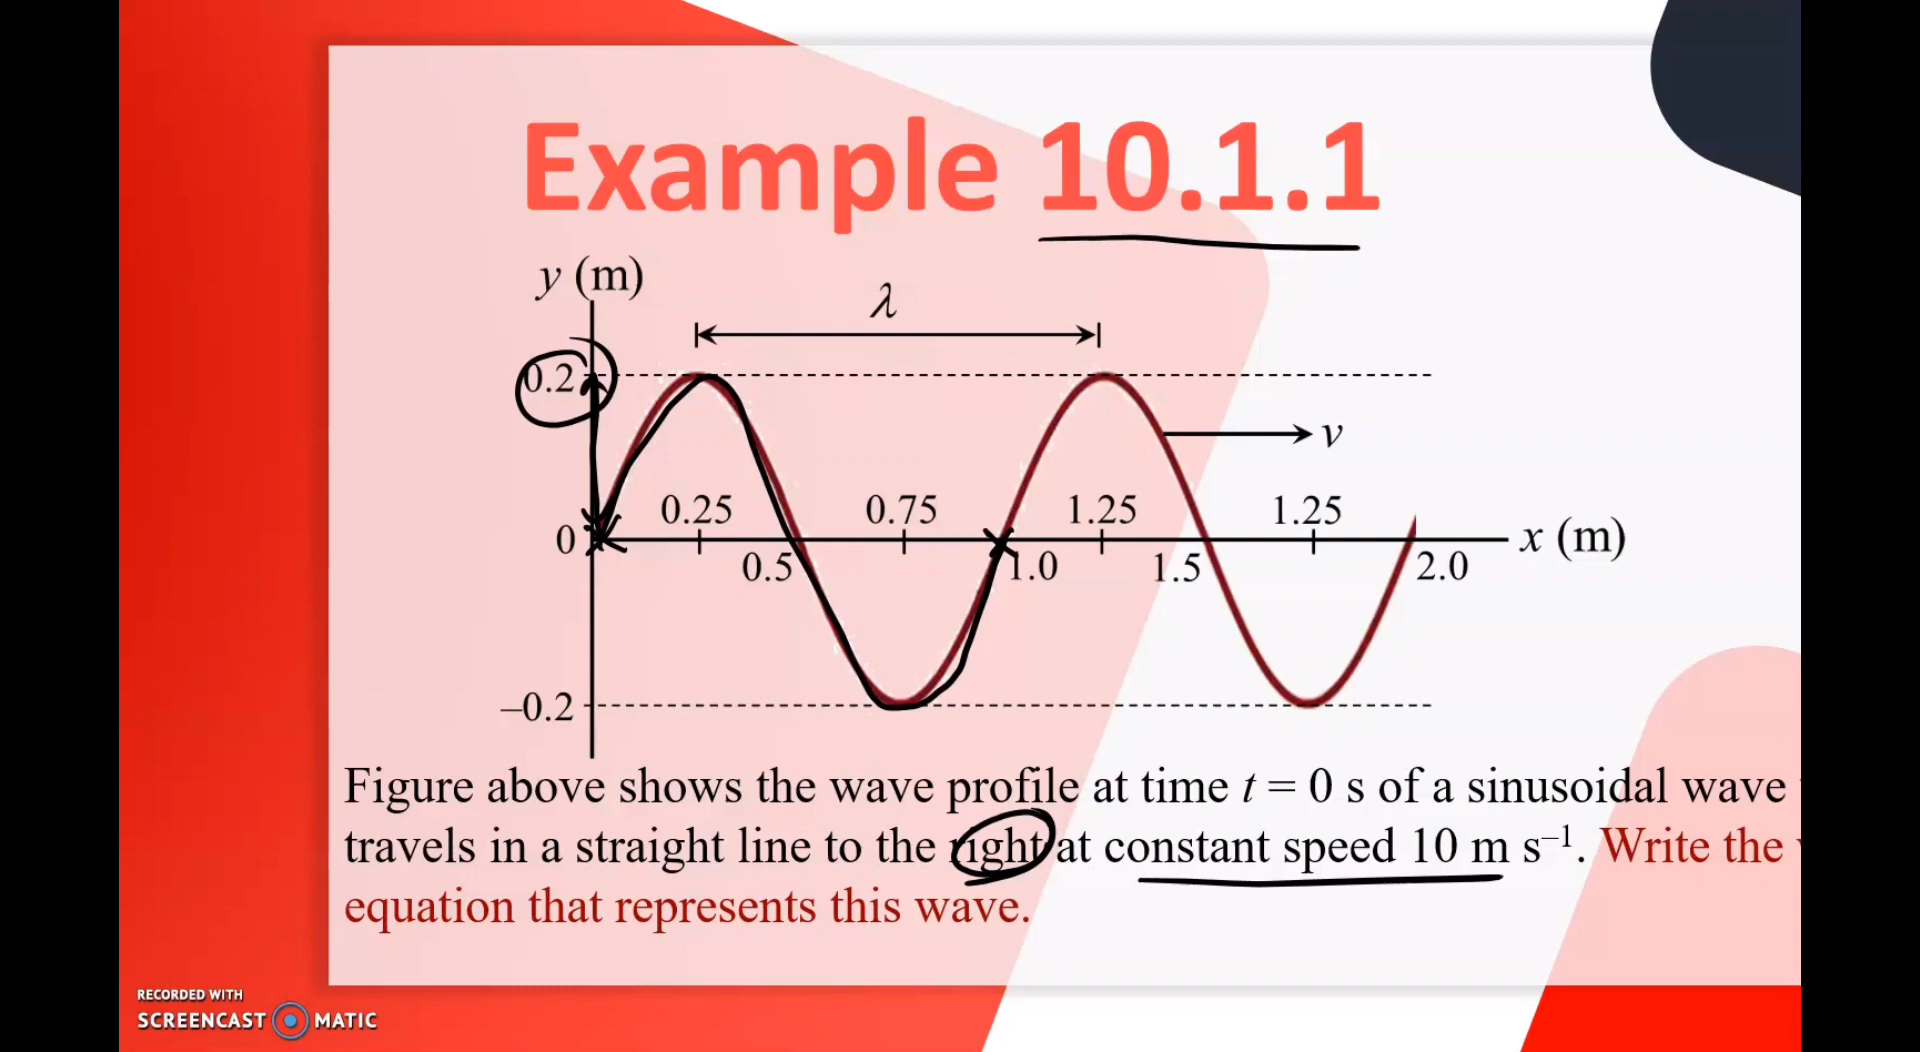 Example 10.1.1
y (m)
λ
0.2
v
0.25 0.75 1.25 1.25
0 x (m)
0.5 1.0 1.5 2.0
–0.2
Figure above shows the wave profile at time t = 0 s of a sinusoidal wave
travels in a straight line to the right at constant speed 10 m s⁻¹. Write the
equation that represents this wave.
RECORDED WITH
SCREENCAST MATIC